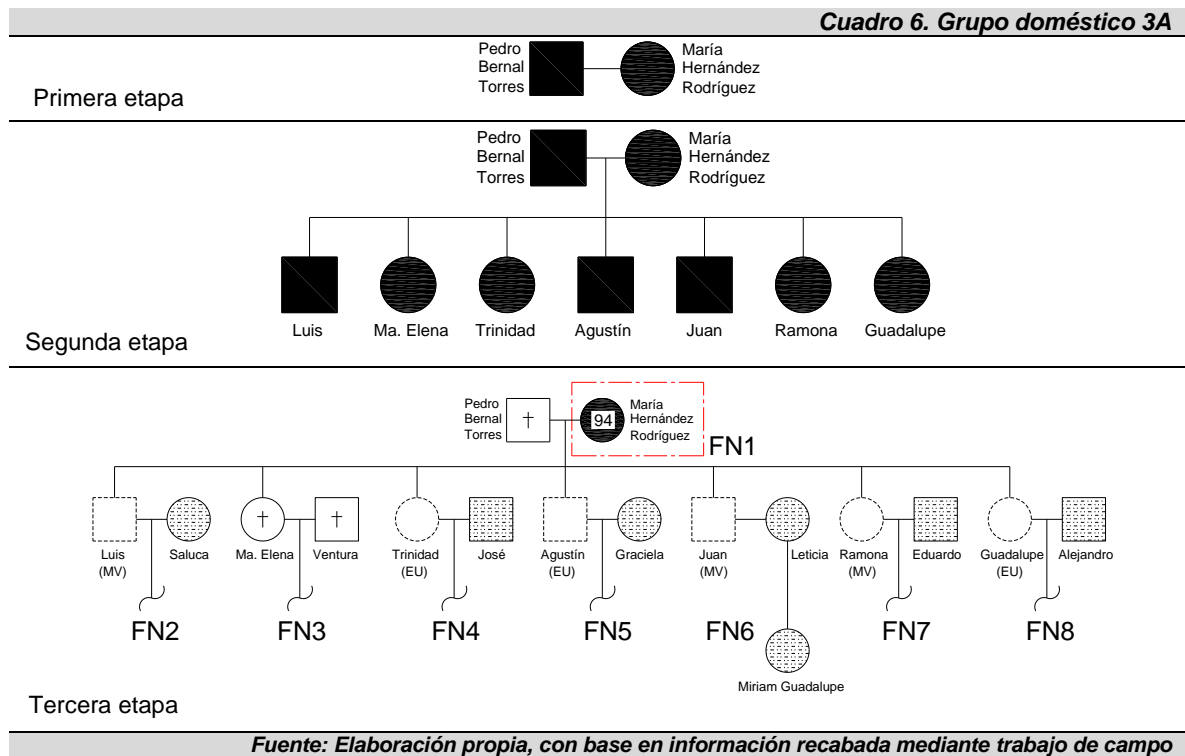 Cuadro 6. Grupo doméstico 3A
Pedro
Bernal
Torres
María
Hernández
Rodríguez
Primera etapa
Pedro
Bernal
Torres
María
Hernández
Rodríguez
Luis
Ma. Elena
Trinidad
Agustín
Juan
Ramona
Guadalupe
Segunda etapa
Pedro
Bernal
Torres
94
María
Hernández
Rodríguez
FN1
Luis
(MV)
Saluca
Ma. Elena
Ventura
Trinidad
(EU)
José
Agustín
(EU)
Graciela
Juan
(MV)
Leticia
Ramona
(MV)
Eduardo
Guadalupe
(EU)
Alejandro
FN2
FN3
FN4
FN5
FN6
FN7
FN8
Miriam Guadalupe
Tercera etapa
Fuente: Elaboración propia, con base en información recabada mediante trabajo de campo